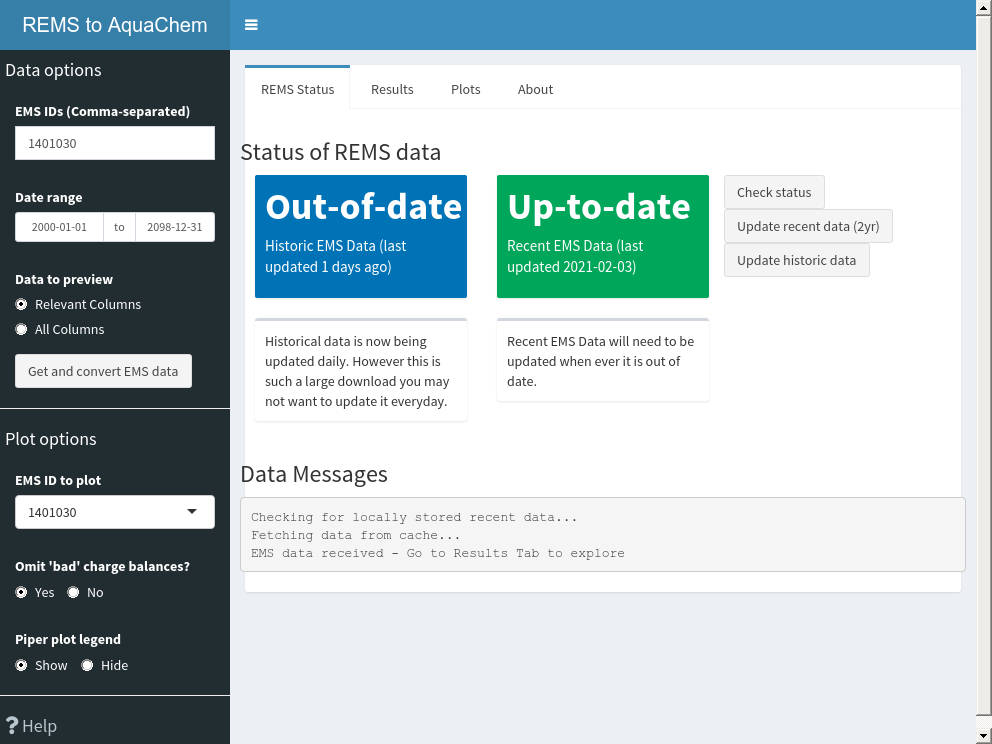 REMS to AquaChem
Data options
EMS IDs (Comma-separated)
1401030
Date range
2000-01-01 to 2098-12-31
Data to preview
Relevant Columns
All Columns
Get and convert EMS data
Plot options
EMS ID to plot
1401030
Omit 'bad' charge balances?
Yes No
Piper plot legend
Show Hide
? Help
REMS Status Results Plots About
Status of REMS data
Out-of-date
Historic EMS Data (last
updated 1 days ago)
Historical data is now being
updated daily. However this is
such a large download you may
not want to update it everyday.
Up-to-date
Recent EMS Data (last
updated 2021-02-03)
Recent EMS Data will need to be
updated when ever it is out of
date.
Check status
Update recent data (2yr)
Update historic data
Data Messages
Checking for locally stored recent data...
Fetching data from cache...
EMS data received - Go to Results Tab to explore